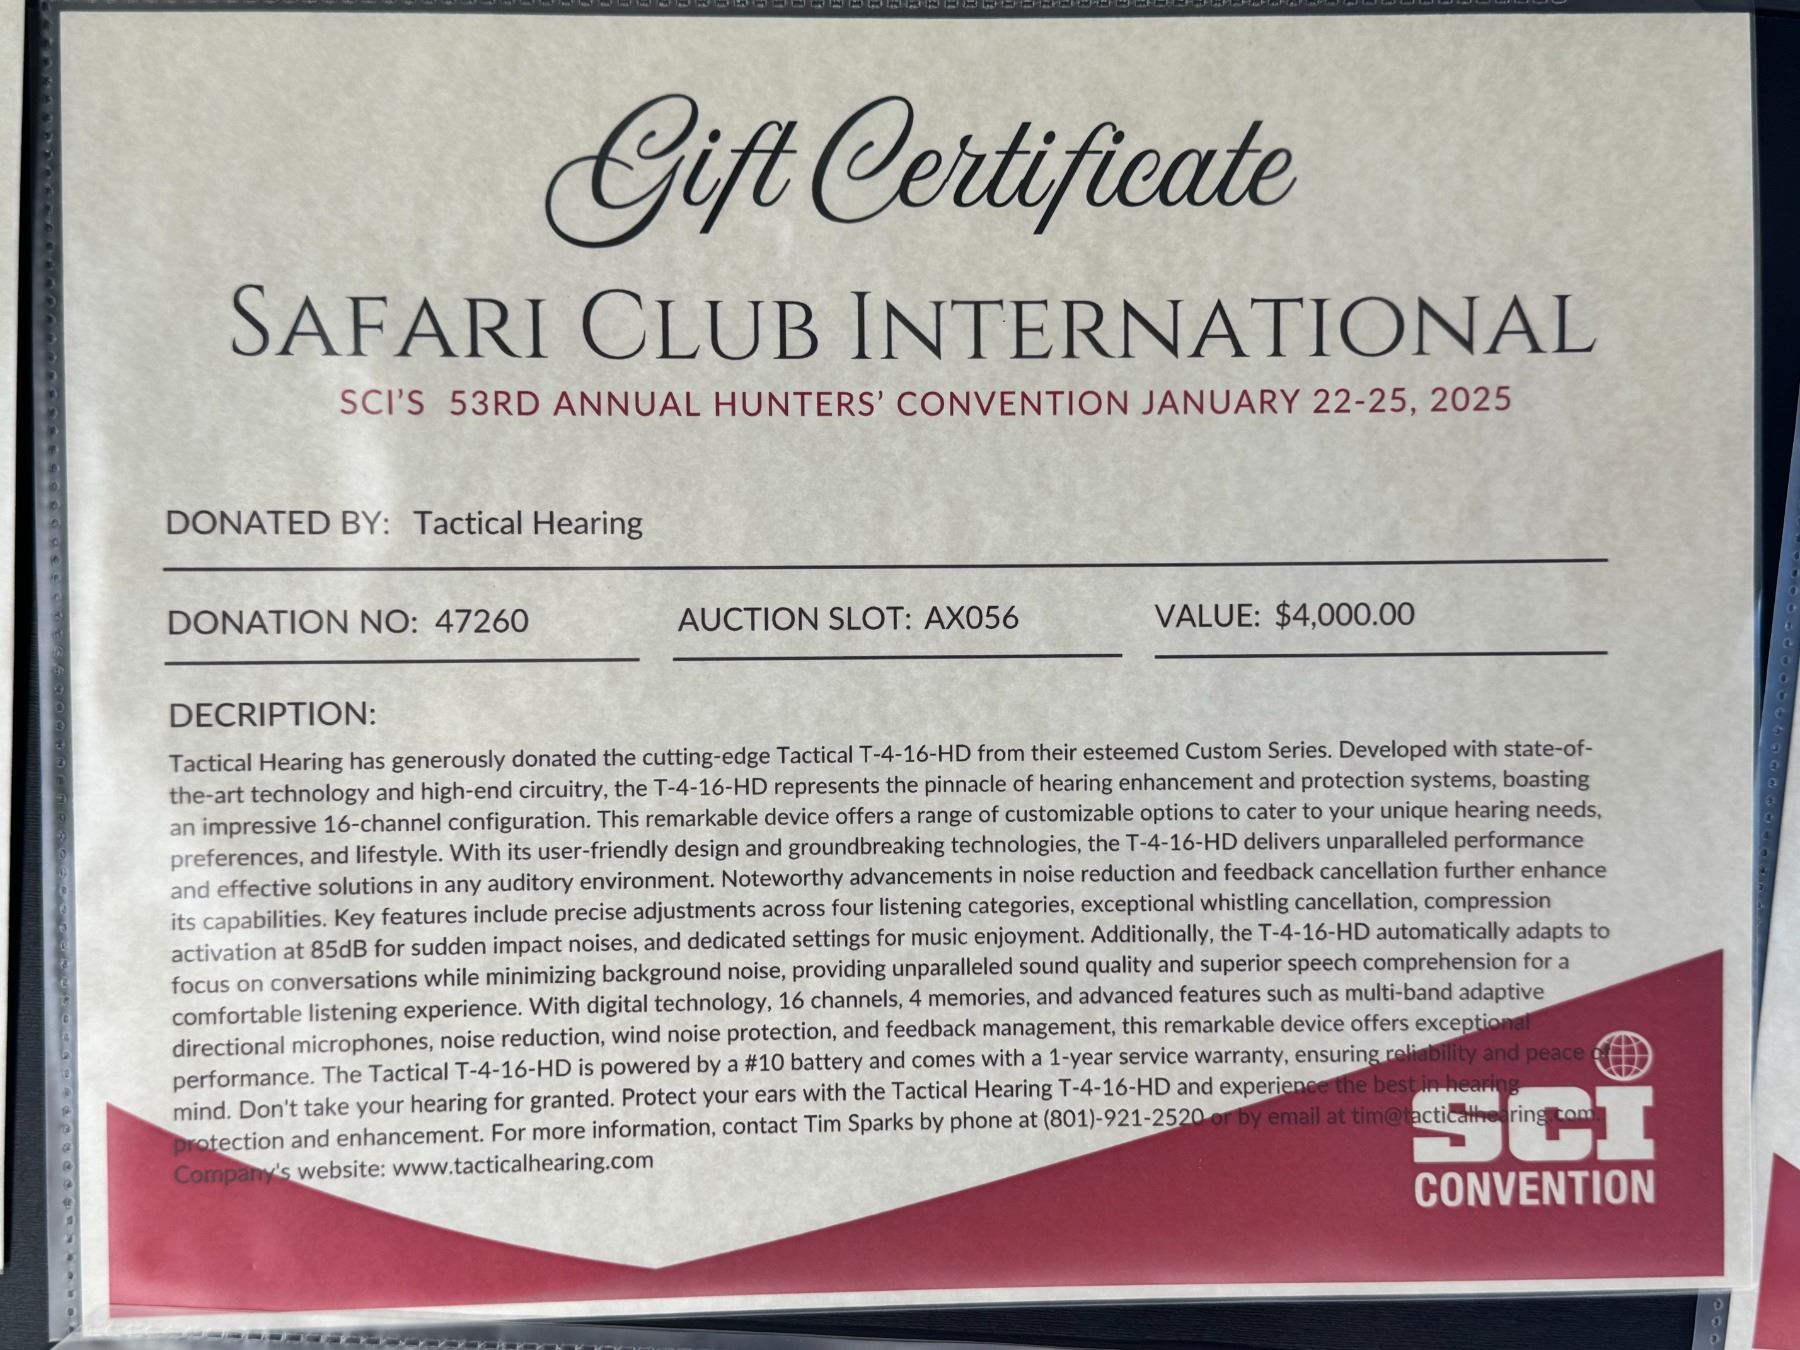 Gift Certificate
SAFARI CLUB INTERNATIONAL
SCI'S 53RD ANNUAL HUNTERS' CONVENTION JANUARY 22-25, 2025
DONATED BY: Tactical Hearing
DONATION NO: 47260 AUCTION SLOT: AX056 VALUE: $4,000.00
DECRIPTION:
Tactical Hearing has generously donated the cutting-edge Tactical T-4-16-HD from their esteemed Custom Series. Developed with state-of-
the-art technology and high-end circuitry, the T-4-16-HD represents the pinnacle of hearing enhancement and protection systems, boasting
an impressive 16-channel configuration. This remarkable device offers a range of customizable options to cater to your unique hearing needs,
preferences, and lifestyle. With its user-friendly design and groundbreaking technologies, the T-4-16-HD delivers unparalleled performance
and effective solutions in any auditory environment. Noteworthy advancements in noise reduction and feedback cancellation further enhance
its capabilities. Key features include precise adjustments across four listening categories, exceptional whistling cancellation, compression
activation at 85dB for sudden impact noises, and dedicated settings for music enjoyment. Additionally, the T-4-16-HD automatically adapts to
focus on conversations while minimizing background noise, providing unparalleled sound quality and superior speech comprehension for a
comfortable listening experience. With digital technology, 16 channels, 4 memories, and advanced features such as multi-band adaptive
directional microphones, noise reduction, wind noise protection, and feedback management, this remarkable device offers exceptional
performance. The Tactical T-4-16-HD is powered by a #10 battery and comes with a 1-year service warranty, ensuring reliability and peace of
mind. Don't take your hearing for granted. Protect your ears with the Tactical Hearing T-4-16-HD and experience the best in hearing
protection and enhancement. For more information, contact Tim Sparks by phone at (801)-921-2520 or by email at tim@tacticalhearing.com.
Company's website: www.tacticalhearing.com
SCI
CONVENTION